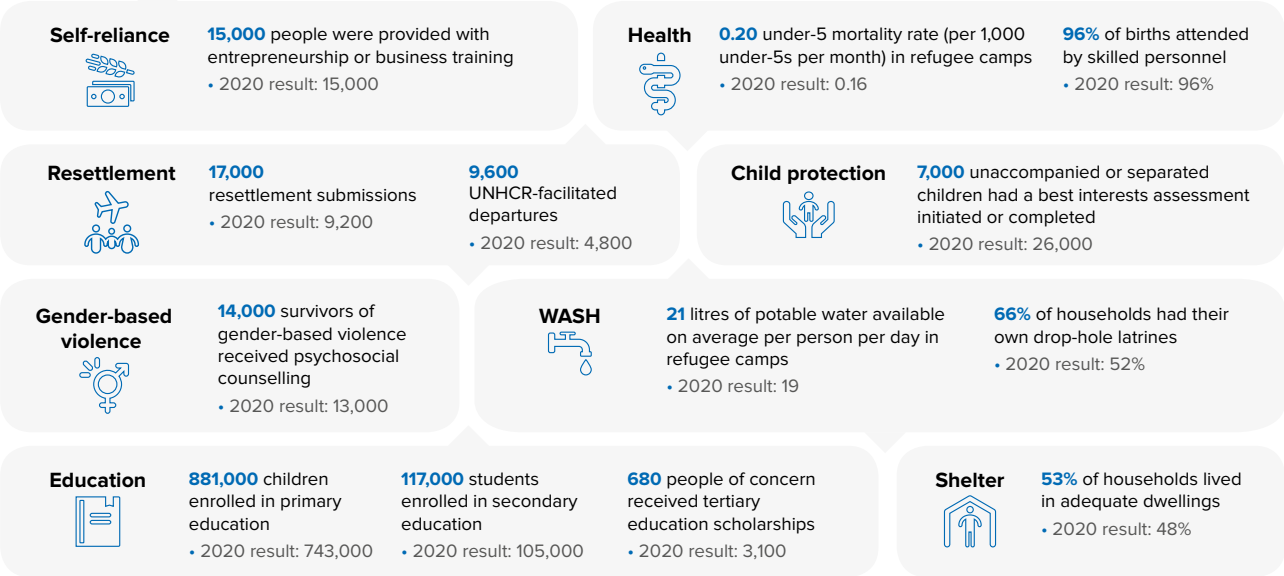 Self-reliance
15,000 people were provided with
entrepreneurship or business training
• 2020 result: 15,000
Health
0.20 under-5 mortality rate (per 1,000
under-5s per month) in refugee camps
• 2020 result: 0.16
96% of births attended
by skilled personnel
• 2020 result: 96%
Resettlement
17,000
resettlement submissions
• 2020 result: 9,200
9,600
UNHCR-facilitated
departures
• 2020 result: 4,800
Child protection
7,000 unaccompanied or separated
children had a best interests assessment
initiated or completed
• 2020 result: 26,000
Gender-based
violence
14,000 survivors of
gender-based violence
received psychosocial
counselling
• 2020 result: 13,000
WASH
21 litres of potable water available
on average per person per day in
refugee camps
• 2020 result: 19
66% of households had their
own drop-hole latrines
• 2020 result: 52%
Education
881,000 children
enrolled in primary
education
• 2020 result: 743,000
117,000 students
enrolled in secondary
education
• 2020 result: 105,000
680 people of concern
received tertiary
education scholarships
• 2020 result: 3,100
Shelter
53% of households lived
in adequate dwellings
• 2020 result: 48%